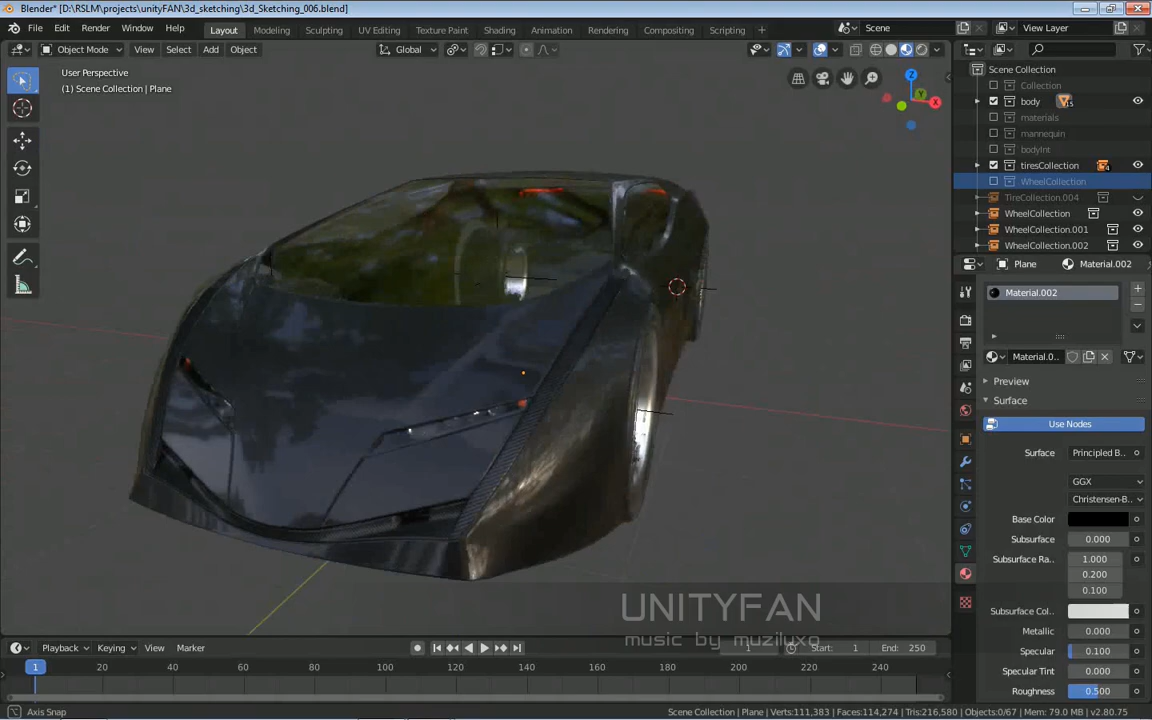 Blender* [D:\RSLM\projects\unityFAN\3d_sketching\3d_Sketching_006.blend]
File Edit Render Window Help Layout Modeling Sculpting UV Editing Texture Paint Shading Animation Rendering Compositing Scripting Scene View Layer
Object Mode View Select Add Object Global
User Perspective
(1) Scene Collection | Plane
Z
Y
X
Scene Collection
Collection
body 15
materials
mannequin
bodyInt
tiresCollection 4
WheelCollection
TireCollection.004
WheelCollection
WheelCollection.001
WheelCollection.002
Plane Material.002
Material.002
Material.0..
Preview
Surface
Use Nodes
Surface Principled B..
GGX
Christensen-B..
Base Color
Subsurface 0.000
Subsurface Ra.. 1.000
0.200
0.100
Subsurface Col..
Metallic 0.000
Specular 0.100
Specular Tint 0.000
Roughness 0.500
UNITYFAN
music by muziluxo
Playback Keying View Marker 1 Start: 1 End: 250
1 20 40 60 80 100 120 140 160 180 200 220 240
Axis Snap
Scene Collection | Plane | Verts:111,383 | Faces:114,274 | Tris:216,580 | Objects:0/67 | Mem: 79.0 MB | v2.80.75